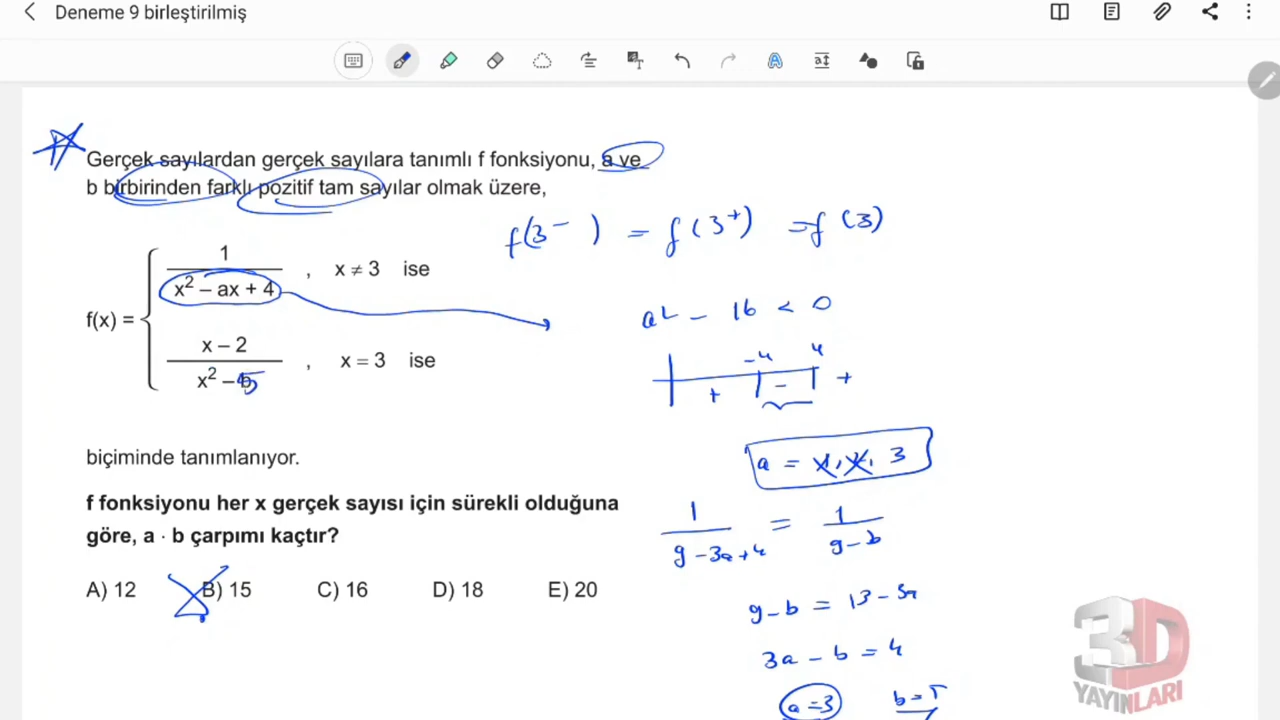 Deneme 9 birleştirilmiş
Gerçek sayılardan gerçek sayılara tanımlı f fonksiyonu, a ve
b birbirinden farklı pozitif tam sayılar olmak üzere,
f(3⁻) = f(3⁺) = f(3)
f(x) = { 1 / (x² – ax + 4) , x ≠ 3 ise
(x – 2) / (x² – 5) , x = 3 ise
a² – 16 < 0
-4 4
+ – +
a = 1, 2, 3
biçiminde tanımlanıyor.
f fonksiyonu her x gerçek sayısı için sürekli olduğuna
göre, a · b çarpımı kaçtır?
1 / (9 – 3a + 4) = 1 / (9 – b)
A) 12 B) 15 C) 16 D) 18 E) 20
9 – b = 13 – 3a
3a – b = 4
a = 3 b = 5
3D
YAYINLARI